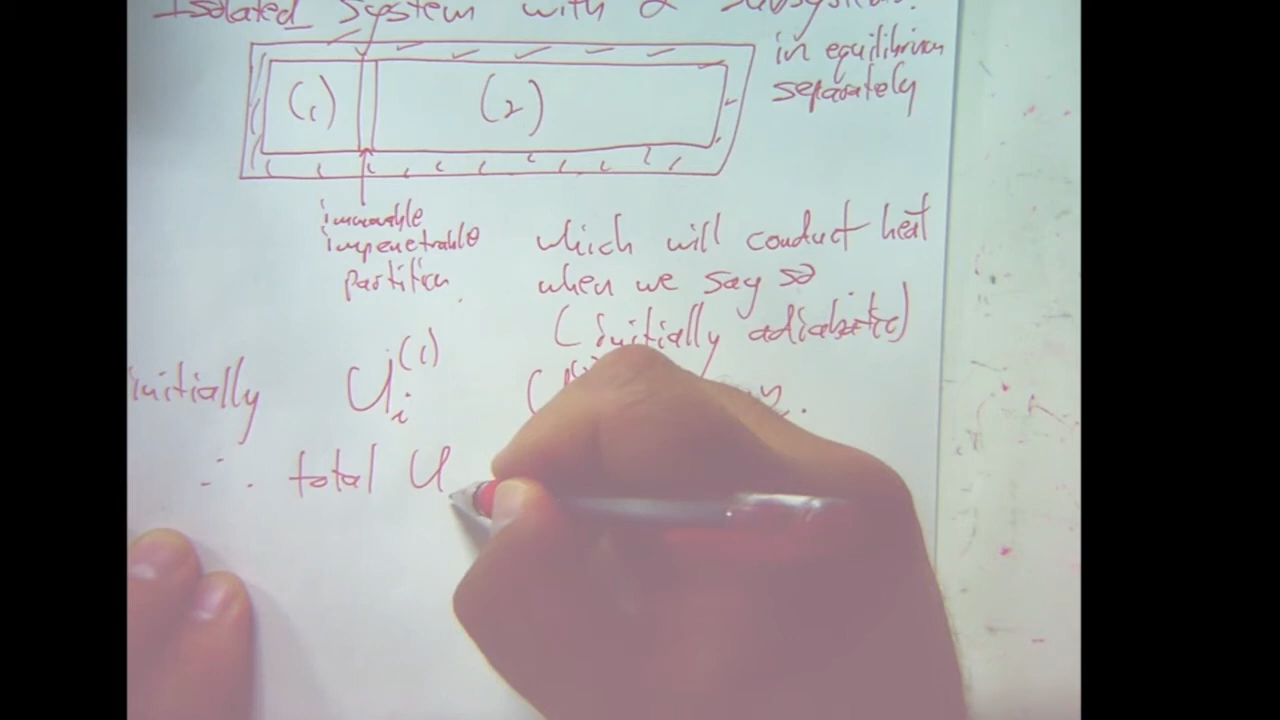 Isolated system with 2 subsystems.
in equilibrium
separately
(1) (2)
immovable
impenetrable
partition.
which will conduct heat
when we say so
(initially adiabatic)
initially U_i^(1)
∴ total U